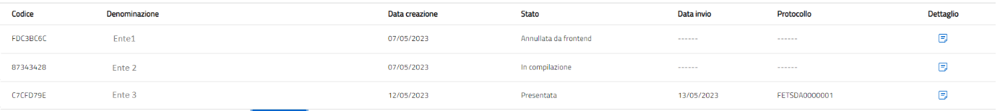 Codice Denominazione Data creazione Stato Data invio Protocollo Dettaglio
FDC3BC6C Ente1 07/05/2023 Annullata da frontend ------ ------
87343428 Ente 2 07/05/2023 In compilazione ------ ------
C7CFD79E Ente 3 12/05/2023 Presentata 13/05/2023 FETSDA0000001